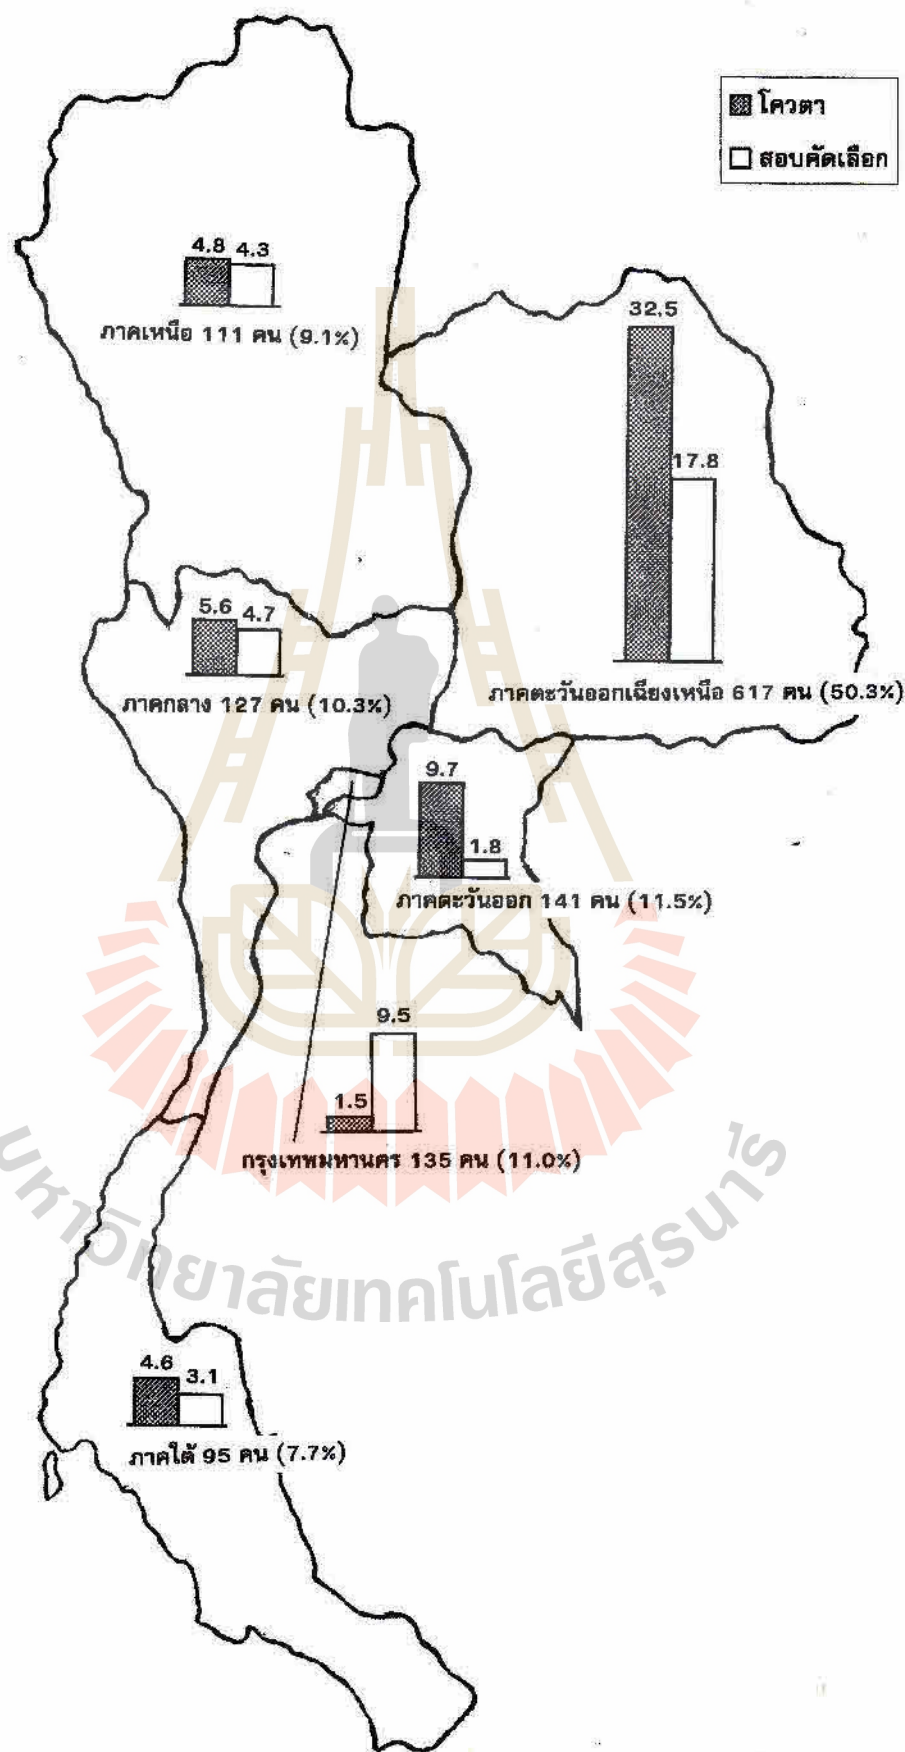 โควตา
สอบคัดเลือก
4.8 4.3
ภาคเหนือ 111 คน (9.1%)
32.5
17.8
ภาคตะวันออกเฉียงเหนือ 617 คน (50.3%)
5.6 4.7
ภาคกลาง 127 คน (10.3%)
9.7
1.8
ภาคตะวันออก 141 คน (11.5%)
9.5
1.5
กรุงเทพมหานคร 135 คน (11.0%)
มหาวิทยาลัยเทคโนโลยีสุรนารี
4.6 3.1
ภาคใต้ 95 คน (7.7%)